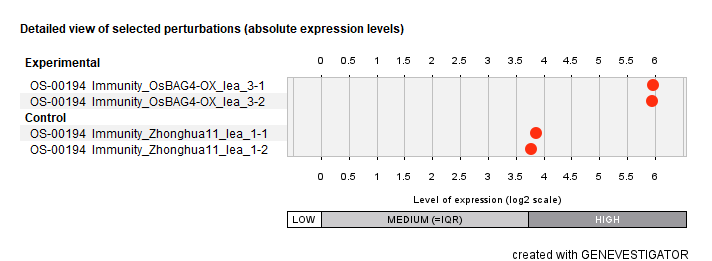 Detailed view of selected perturbations (absolute expression levels)
Experimental
0 0.5 1 1.5 2 2.5 3 3.5 4 4.5 5 5.5 6
OS-00194 Immunity_OsBAG4-OX_lea_3-1
OS-00194 Immunity_OsBAG4-OX_lea_3-2
Control
OS-00194 Immunity_Zhonghua11_lea_1-1
OS-00194 Immunity_Zhonghua11_lea_1-2
0 0.5 1 1.5 2 2.5 3 3.5 4 4.5 5 5.5 6
Level of expression (log2 scale)
LOW MEDIUM (=IQR) HIGH
created with GENEVESTIGATOR